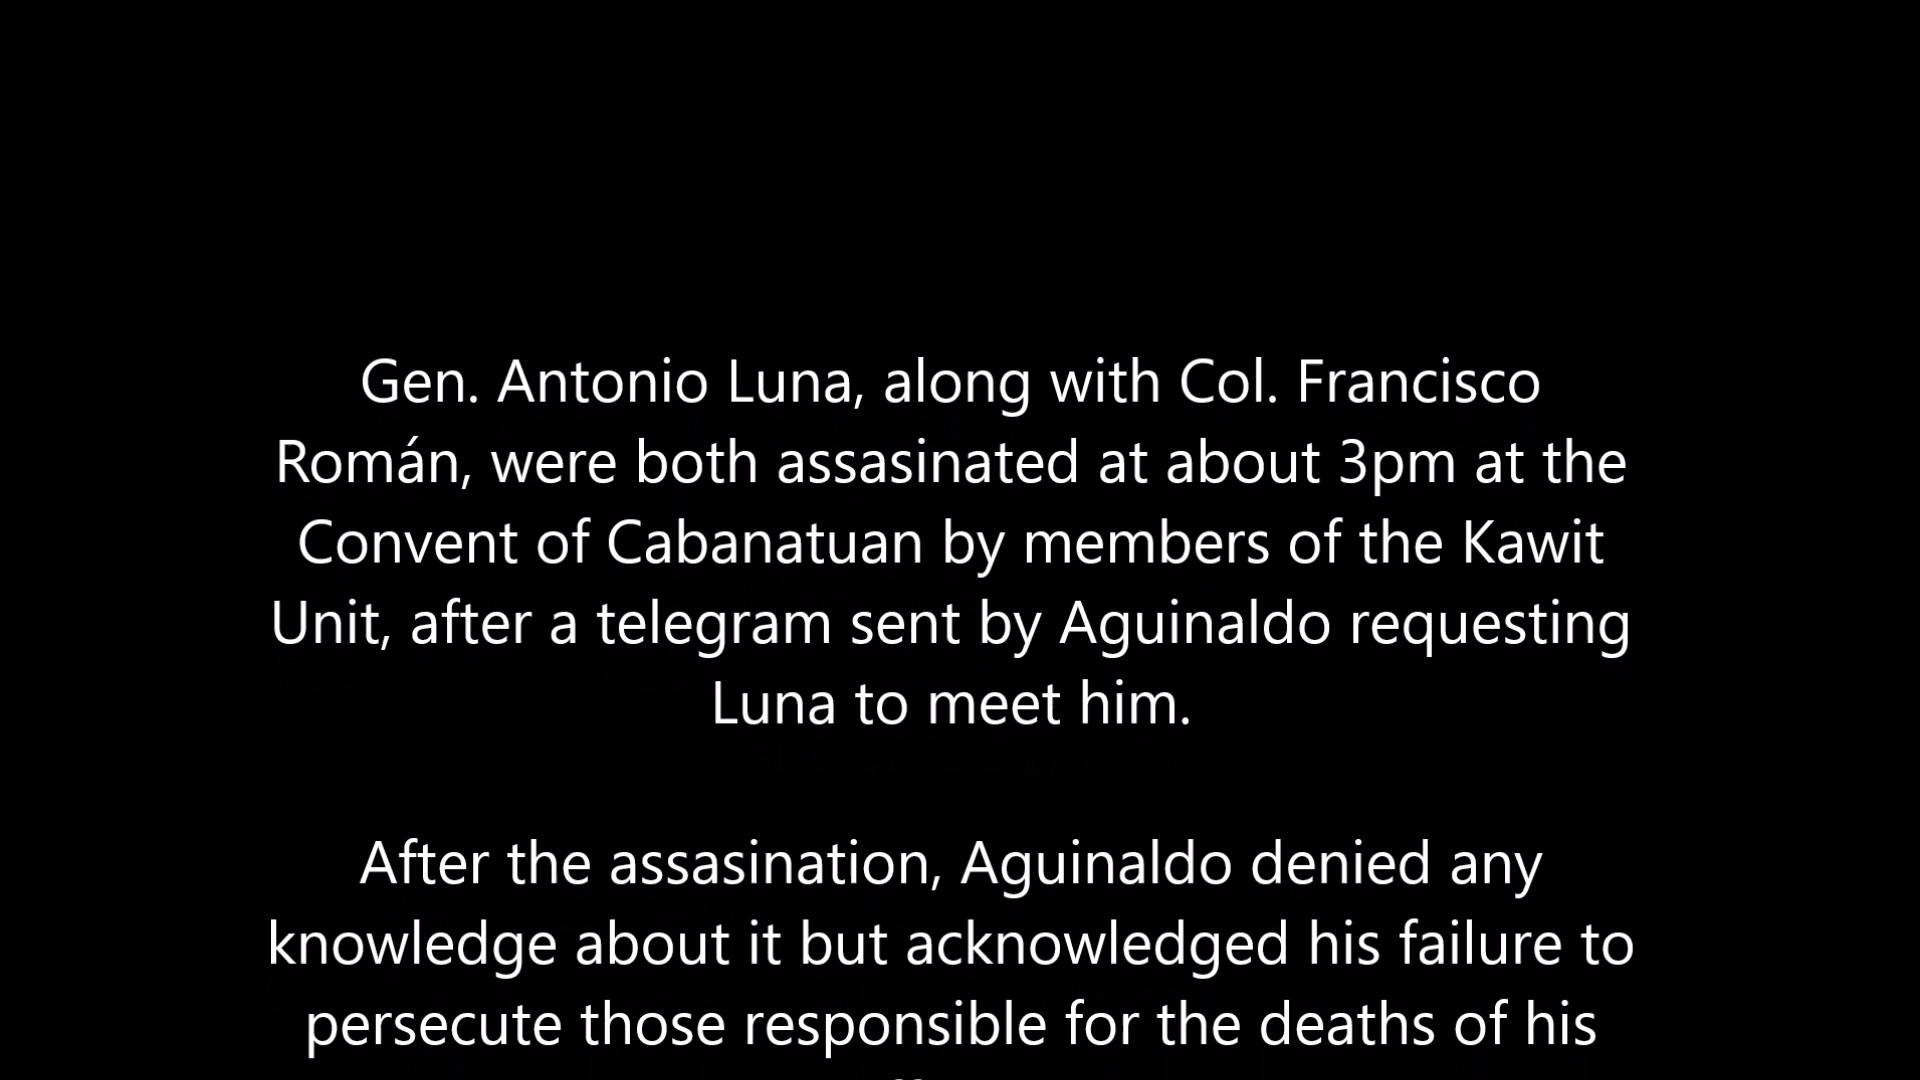 Gen. Antonio Luna, along with Col. Francisco
Román, were both assasinated at about 3pm at the
Convent of Cabanatuan by members of the Kawit
Unit, after a telegram sent by Aguinaldo requesting
Luna to meet him.
After the assasination, Aguinaldo denied any
knowledge about it but acknowledged his failure to
persecute those responsible for the deaths of his